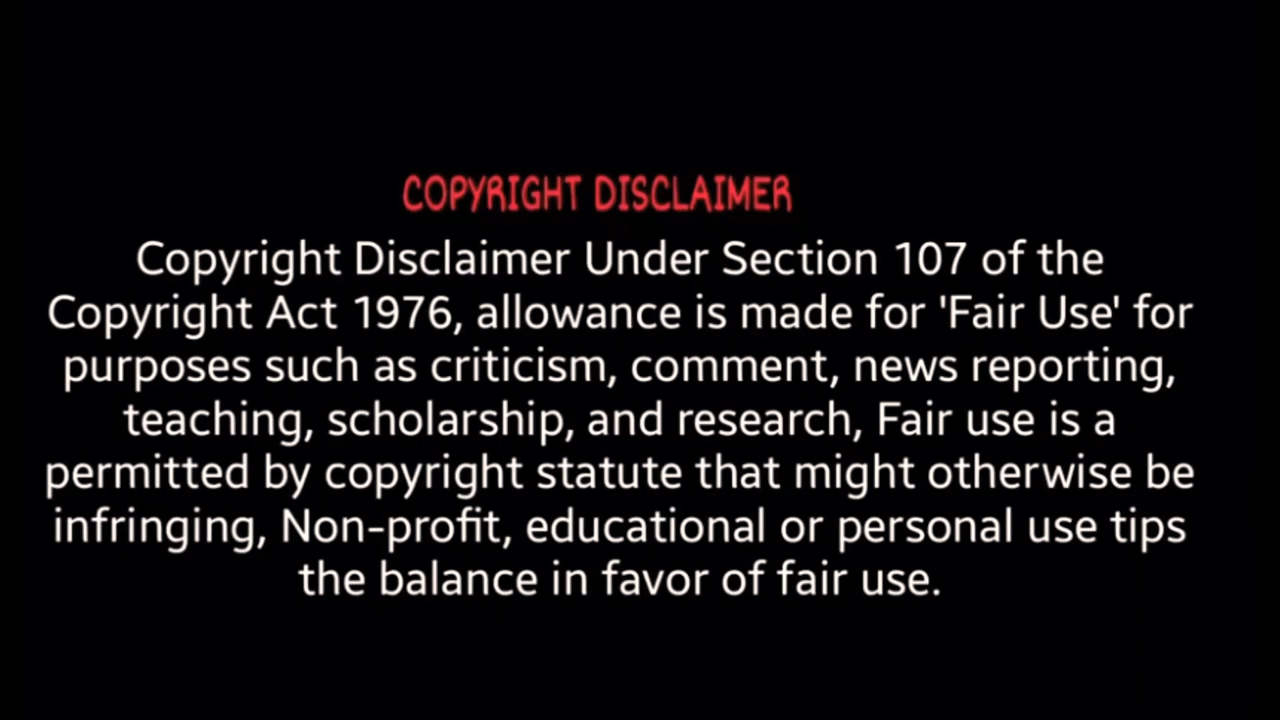 COPYRIGHT DISCLAIMER
Copyright Disclaimer Under Section 107 of the
Copyright Act 1976, allowance is made for 'Fair Use' for
purposes such as criticism, comment, news reporting,
teaching, scholarship, and research, Fair use is a
permitted by copyright statute that might otherwise be
infringing, Non-profit, educational or personal use tips
the balance in favor of fair use.